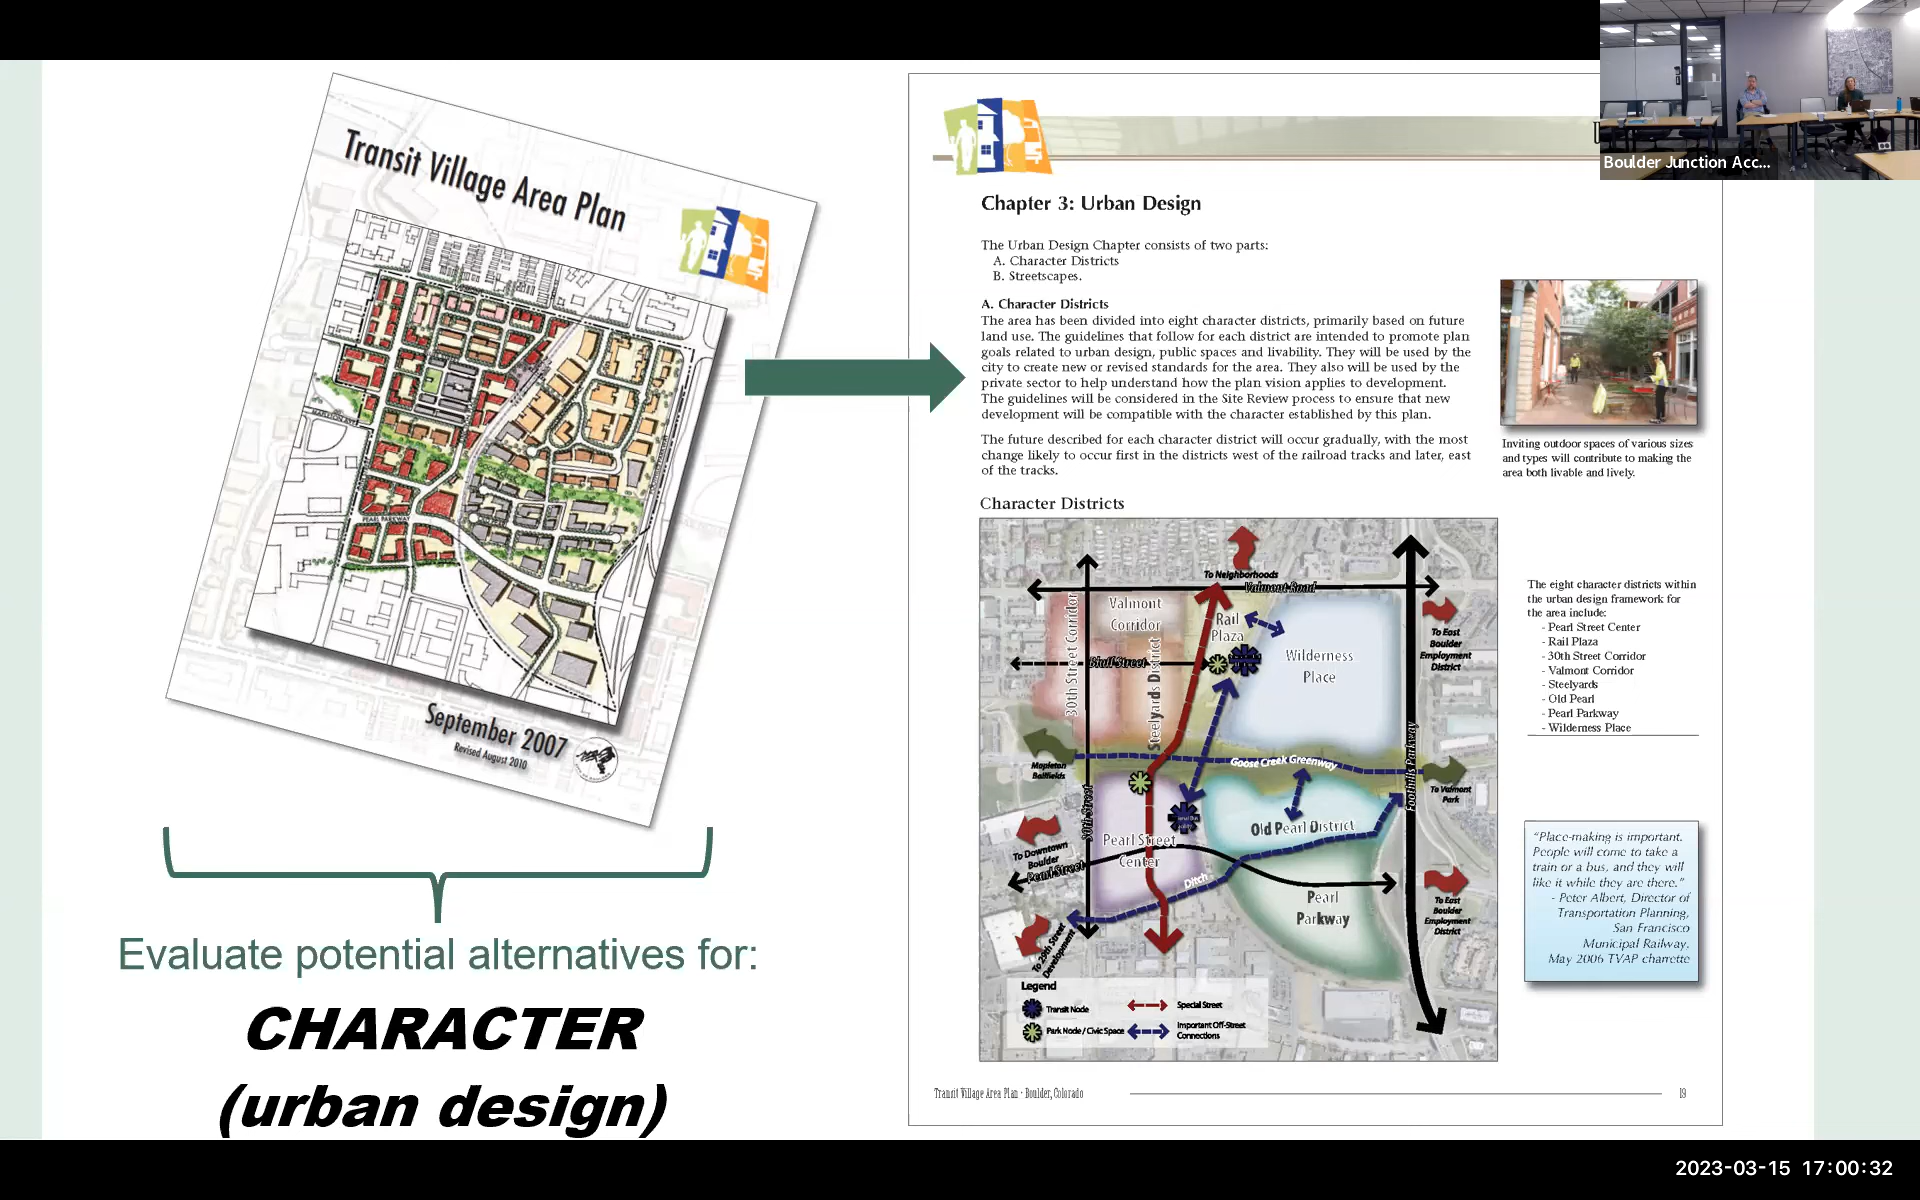 Boulder Junction Acc...
Transit Village Area Plan
MAPLETON AVE
PEARL PARKWAY
September 2007
Revised August 2010
Evaluate potential alternatives for:
CHARACTER
(urban design)
Chapter 3: Urban Design
The Urban Design Chapter consists of two parts:
A. Character Districts
B. Streetscapes.
A. Character Districts
The area has been divided into eight character districts, primarily based on future
land use. The guidelines that follow for each district are intended to promote plan
goals related to urban design, public spaces and livability. They will be used by the
city to create new or revised standards for the area. They also will be used by the
private sector to help understand how the plan vision applies to development.
The guidelines will be considered in the Site Review process to ensure that new
development will be compatible with the character established by this plan.
The future described for each character district will occur gradually, with the most
change likely to occur first in the districts west of the railroad tracks and later, east
of the tracks.
Inviting outdoor spaces of various sizes
and types will contribute to making the
area both livable and lively.
Character Districts
To Neighborhoods
Valmont Road
Valmont
Corridor
30th Street Corridor
Steelyards District
Rail
Plaza
Bluff Street
Wilderness
Place
To East
Boulder
Employment
District
Mapleton
Ballfields
Goose Creek Greenway
To Valmont
Park
Foothills Parkway
30th Street
Old Pearl District
Pearl Street
Center
To Downtown
Boulder
Pearl Street
Ditch
Pearl
Parkway
To East
Boulder
Employment
District
To 29th Street
Development
Legend
Transit Node
Special Street
Park Node / Civic Space
Important Off-Street
Connections
The eight character districts within
the urban design framework for
the area include:
- Pearl Street Center
- Rail Plaza
- 30th Street Corridor
- Valmont Corridor
- Steelyards
- Old Pearl
- Pearl Parkway
- Wilderness Place
"Place-making is important.
People will come to take a
train or a bus, and they will
like it while they are there."
- Peter Albert, Director of
Transportation Planning,
San Francisco
Municipal Railway.
May 2006 TVAP charrette
Transit Village Area Plan · Boulder, Colorado
19
2023-03-15 17:00:32